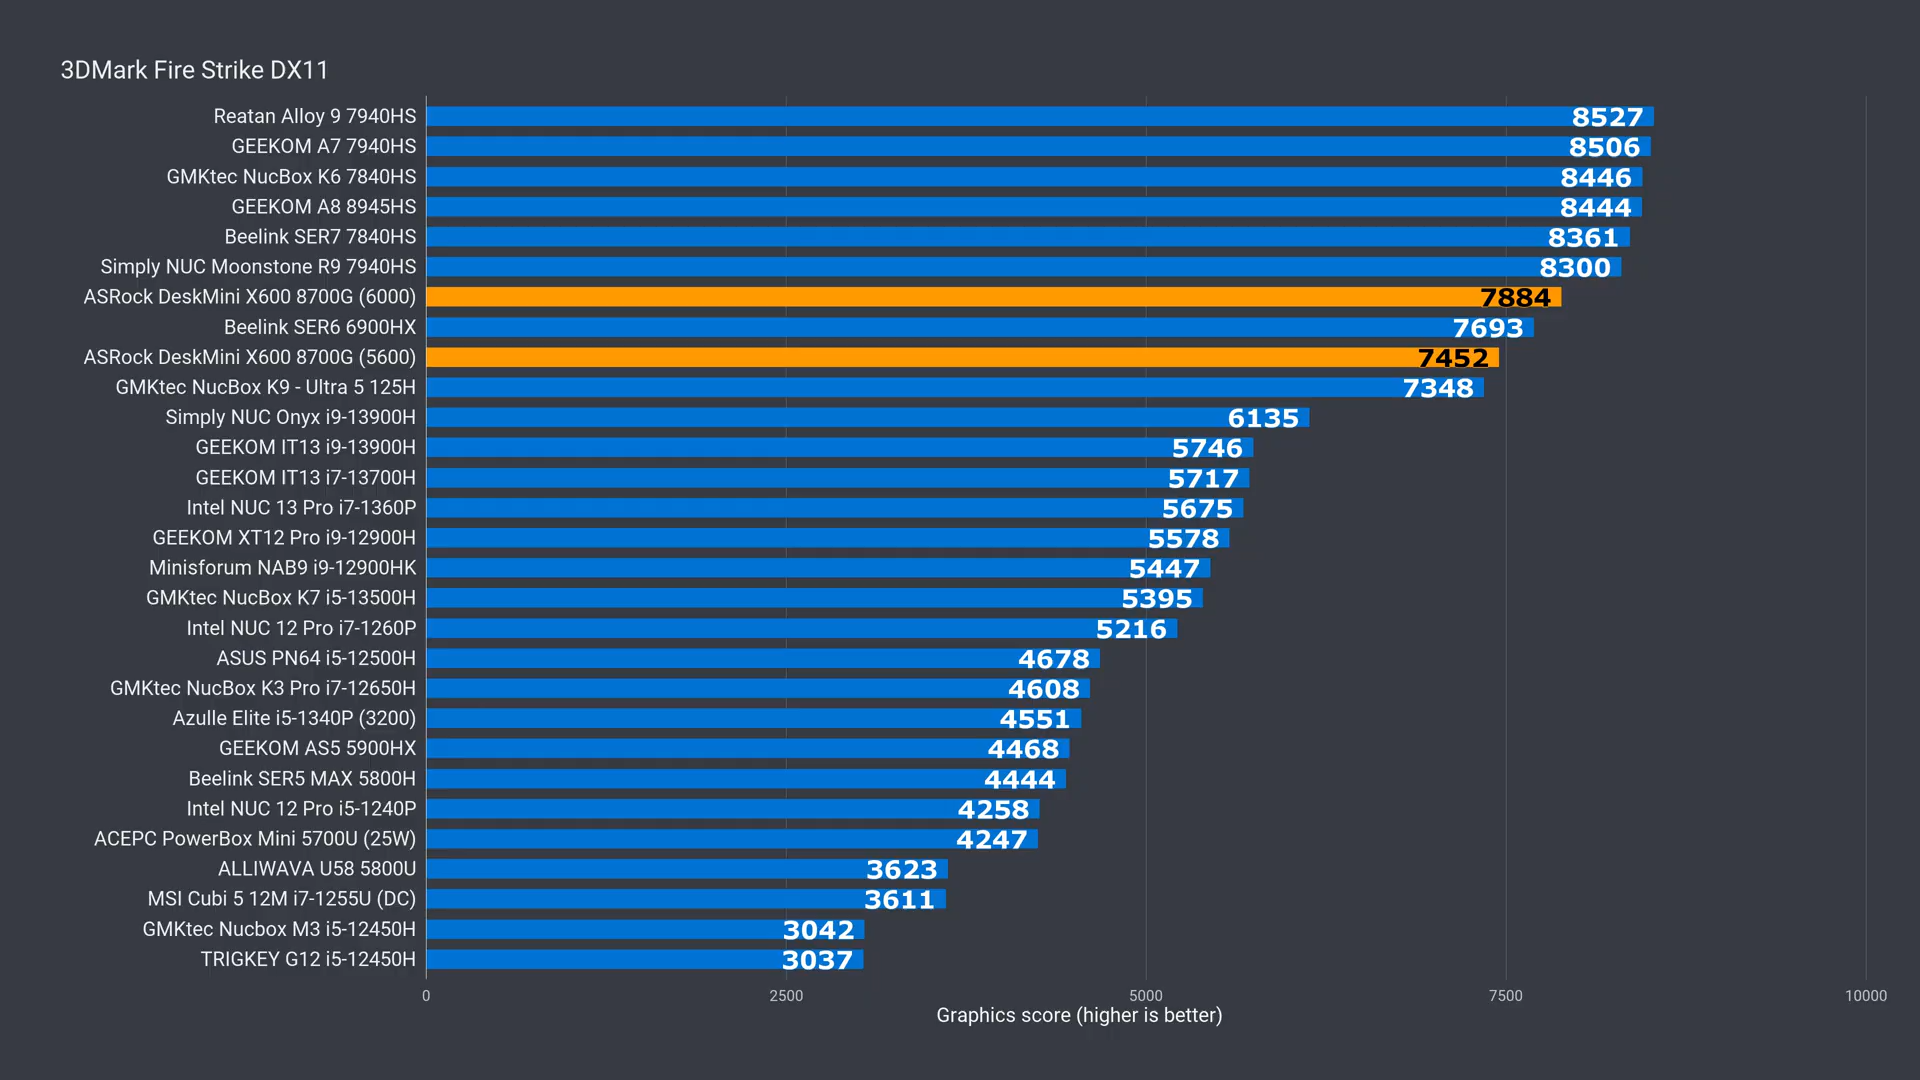 3DMark Fire Strike DX11
Reatan Alloy 9 7940HS 8527
GEEKOM A7 7940HS 8506
GMKtec NucBox K6 7840HS 8446
GEEKOM A8 8945HS 8444
Beelink SER7 7840HS 8361
Simply NUC Moonstone R9 7940HS 8300
ASRock DeskMini X600 8700G (6000) 7884
Beelink SER6 6900HX 7693
ASRock DeskMini X600 8700G (5600) 7452
GMKtec NucBox K9 - Ultra 5 125H 7348
Simply NUC Onyx i9-13900H 6135
GEEKOM IT13 i9-13900H 5746
GEEKOM IT13 i7-13700H 5717
Intel NUC 13 Pro i7-1360P 5675
GEEKOM XT12 Pro i9-12900H 5578
Minisforum NAB9 i9-12900HK 5447
GMKtec NucBox K7 i5-13500H 5395
Intel NUC 12 Pro i7-1260P 5216
ASUS PN64 i5-12500H 4678
GMKtec NucBox K3 Pro i7-12650H 4608
Azulle Elite i5-1340P (3200) 4551
GEEKOM AS5 5900HX 4468
Beelink SER5 MAX 5800H 4444
Intel NUC 12 Pro i5-1240P 4258
ACEPC PowerBox Mini 5700U (25W) 4247
ALLIWAVA U58 5800U 3623
MSI Cubi 5 12M i7-1255U (DC) 3611
GMKtec Nucbox M3 i5-12450H 3042
TRIGKEY G12 i5-12450H 3037
0 2500 5000 7500 10000
Graphics score (higher is better)